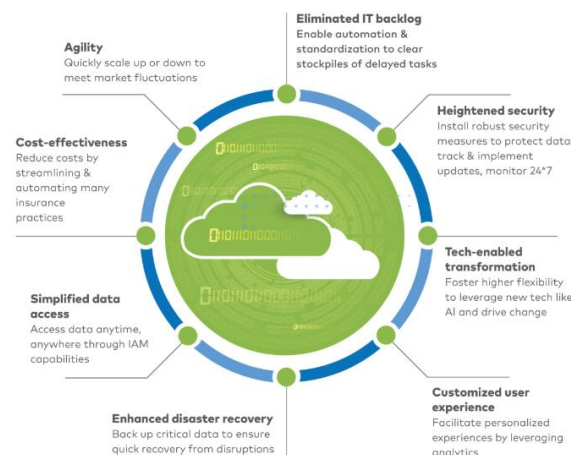 Eliminated IT backlog
Enable automation &
standardization to clear
stockpiles of delayed tasks
Agility
Quickly scale up or down to
meet market fluctuations
Heightened security
Install robust security
measures to protect data
track & implement
updates, monitor 24*7
Cost-effectiveness
Reduce costs by
streamlining &
automating many
insurance
practices
Tech-enabled
transformation
Foster higher flexibility
to leverage new tech like
AI and drive change
Simplified data
access
Access data anytime,
anywhere through IAM
capabilities
Customized user
experience
Facilitate personalized
experiences by leveraging
analytics
Enhanced disaster recovery
Back up critical data to ensure
quick recovery from disruptions